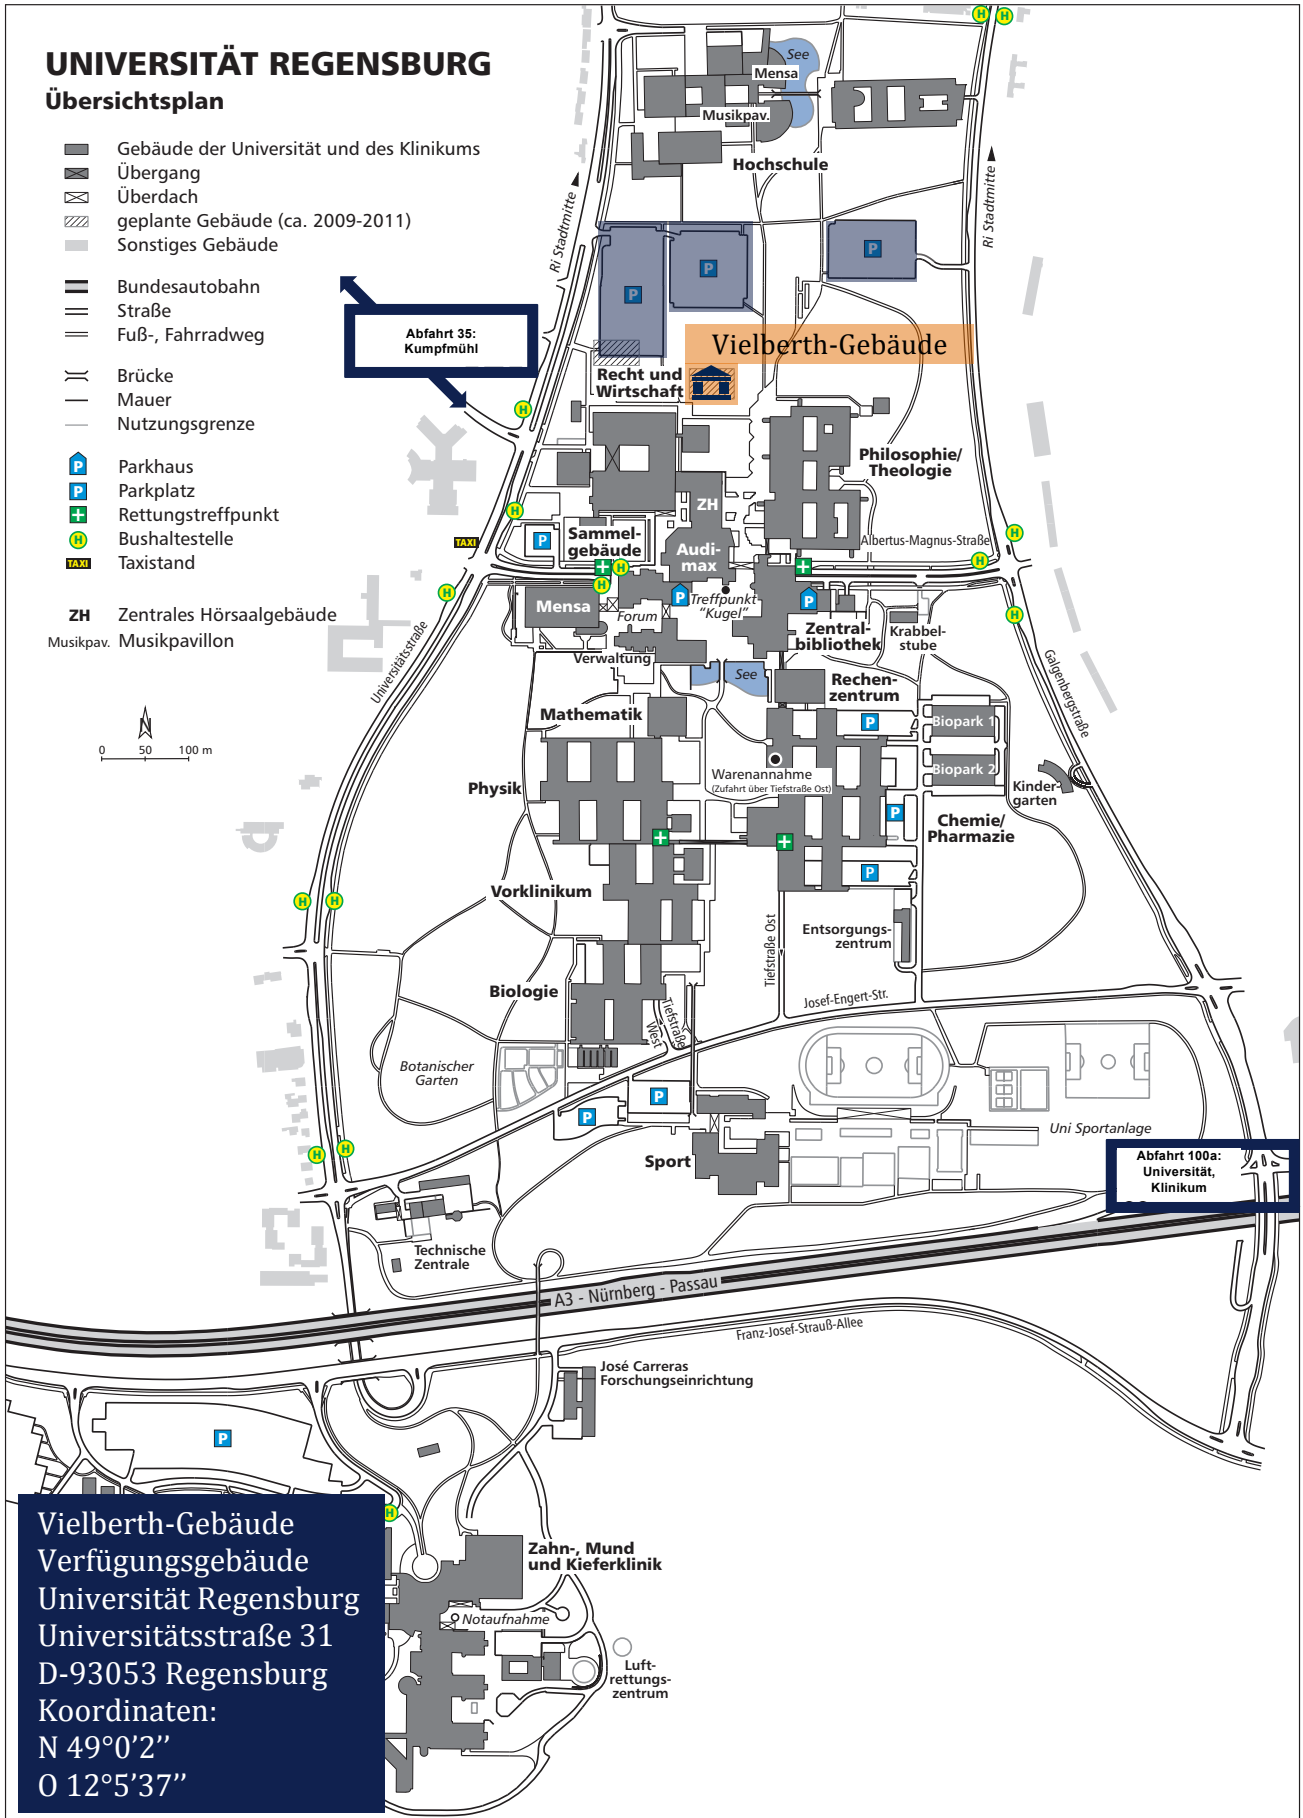 UNIVERSITÄT REGENSBURG
Übersichtsplan
Gebäude der Universität und des Klinikums
Übergang
Überdach
geplante Gebäude (ca. 2009-2011)
Sonstiges Gebäude
Bundesautobahn
Straße
Fuß-, Fahrradweg
Brücke
Mauer
Nutzungsgrenze
P Parkhaus
P Parkplatz
Rettungstreffpunkt
H Bushaltestelle
TAXI Taxistand
ZH Zentrales Hörsaalgebäude
Musikpav. Musikpavillon
N
0 50 100 m
H H
See
Mensa
Musikpav.
Hochschule
Ri Stadtmitte
Ri Stadtmitte
P
P
P
Abfahrt 35:
Kumpfmühl
Vielberth-Gebäude
Recht und
Wirtschaft
H
Philosophie/
Theologie
ZH
H
TAXI
P
Sammel-
gebäude
Audi-
max
Albertus-Magnus-Straße
H
H
H
H
H
H
Mensa
Forum
P
Treffpunkt
"Kugel"
P
Zentral-
bibliothek
Krabbel-
stube
Verwaltung
Universitätsstraße
Galgenbergstraße
See
Rechen-
zentrum
Mathematik
P
Biopark 1
Biopark 2
Physik
Warenannahme
(Zufahrt über Tiefstraße Ost)
Kinder-
garten
P
Chemie/
Pharmazie
P
Vorklinikum
H H
Entsorgungs-
zentrum
Tiefstraße Ost
Biologie
Josef-Engert-Str.
Tiefstraße
West
Botanischer
Garten
P
P
Uni Sportanlage
H H
Sport
Abfahrt 100a:
Universität,
Klinikum
Technische
Zentrale
A3 - Nürnberg - Passau
Franz-Josef-Strauß-Allee
José Carreras
Forschungseinrichtung
P
H
Zahn-, Mund
und Kieferklinik
Notaufnahme
Luft-
rettungs-
zentrum
Vielberth-Gebäude
Verfügungsgebäude
Universität Regensburg
Universitätsstraße 31
D-93053 Regensburg
Koordinaten:
N 49°0’2’’
O 12°5’37’’